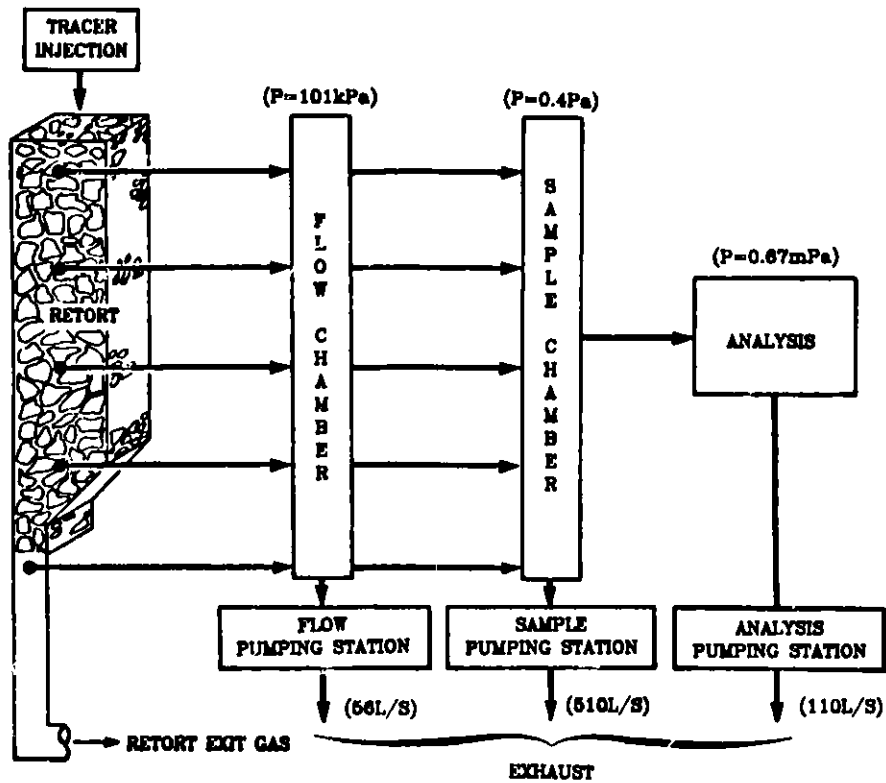 TRACER
INJECTION
(P=101kPa)
(P=0.4Pa)
FLOW CHAMBER
SAMPLE CHAMBER
(P=0.67mPa)
RETORT
ANALYSIS
FLOW
PUMPING STATION
SAMPLE
PUMPING STATION
ANALYSIS
PUMPING STATION
(56L/S)
(510L/S)
(110L/S)
RETORT EXIT GAS
EXHAUST